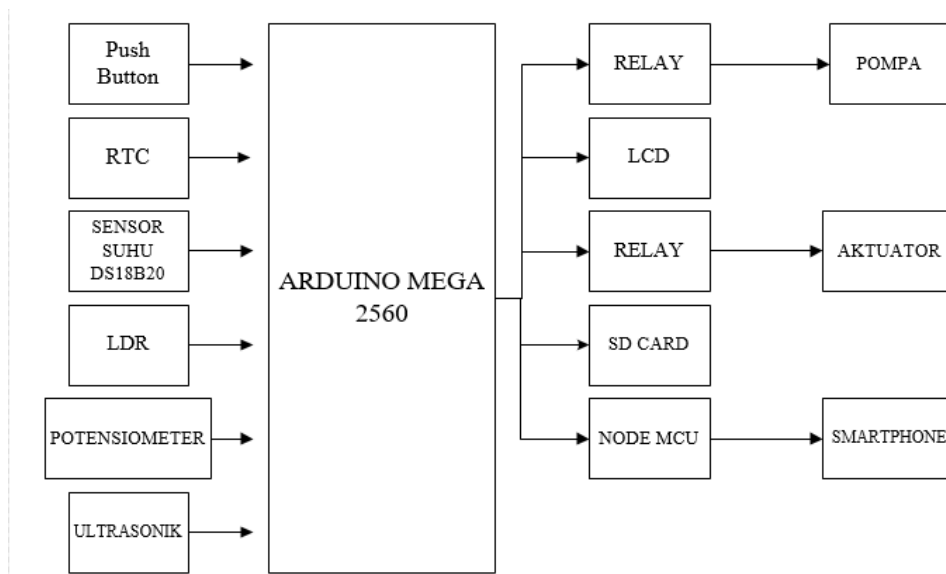 Push
Button
RTC
SENSOR
SUHU
DS18B20
LDR
POTENSIOMETER
ULTRASONIK
ARDUINO MEGA
2560
RELAY
POMPA
LCD
RELAY
AKTUATOR
SD CARD
NODE MCU
SMARTPHONE